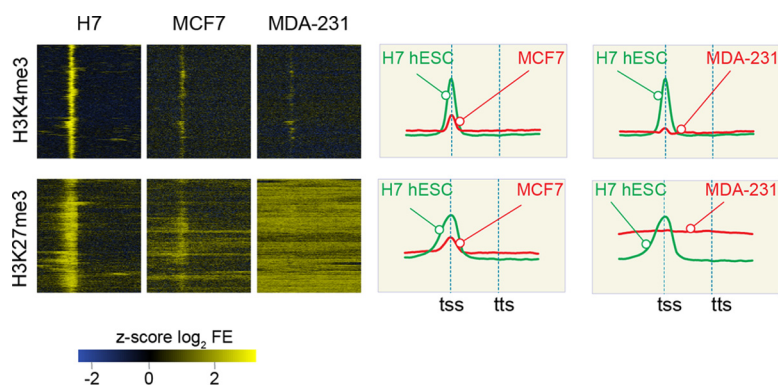 H7 MCF7 MDA-231
H3K4me3
H7 hESC
MCF7
H7 hESC
MDA-231
H3K27me3
H7 hESC
MCF7
H7 hESC
MDA-231
tss tts
tss tts
z-score log₂ FE
-2 0 2